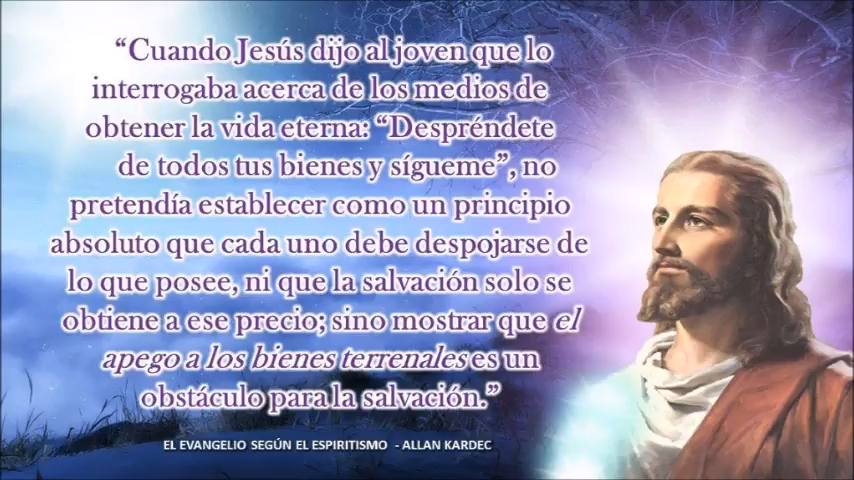 “Cuando Jesús dijo al joven que lo
interrogaba acerca de los medios de
obtener la vida eterna: “Despréndete
de todos tus bienes y sígueme”, no
pretendía establecer como un principio
absoluto que cada uno debe despojarse de
lo que posee, ni que la salvación solo se
obtiene a ese precio; sino mostrar que el
apego a los bienes terrenales es un
obstáculo para la salvación.”
EL EVANGELIO SEGÚN EL ESPIRITISMO - ALLAN KARDEC